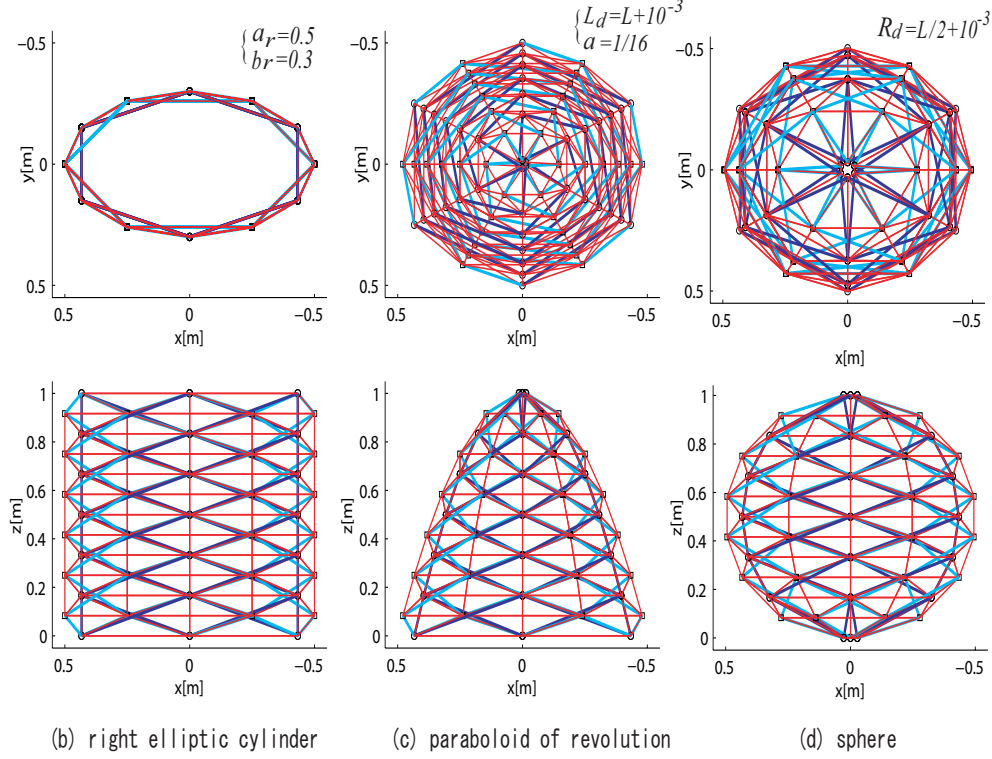 a_r=0.5
b_r=0.3
L_d=L+10^{-3}
a=1/16
R_d=L/2+10^{-3}
−0.5
0
0.5
y[m]
0.5
0
−0.5
x[m]
−0.5
0
0.5
y[m]
0.5
0
−0.5
x[m]
−0.5
0
0.5
y[m]
0.5
0
−0.5
x[m]
1
0.8
0.6
0.4
0.2
0
z[m]
0.5
0
−0.5
x[m]
1
0.8
0.6
0.4
0.2
0
z[m]
0.5
0
−0.5
x[m]
1
0.8
0.6
0.4
0.2
0
z[m]
0.5
0
−0.5
x[m]
(b) right elliptic cylinder
(c) paraboloid of revolution
(d) sphere